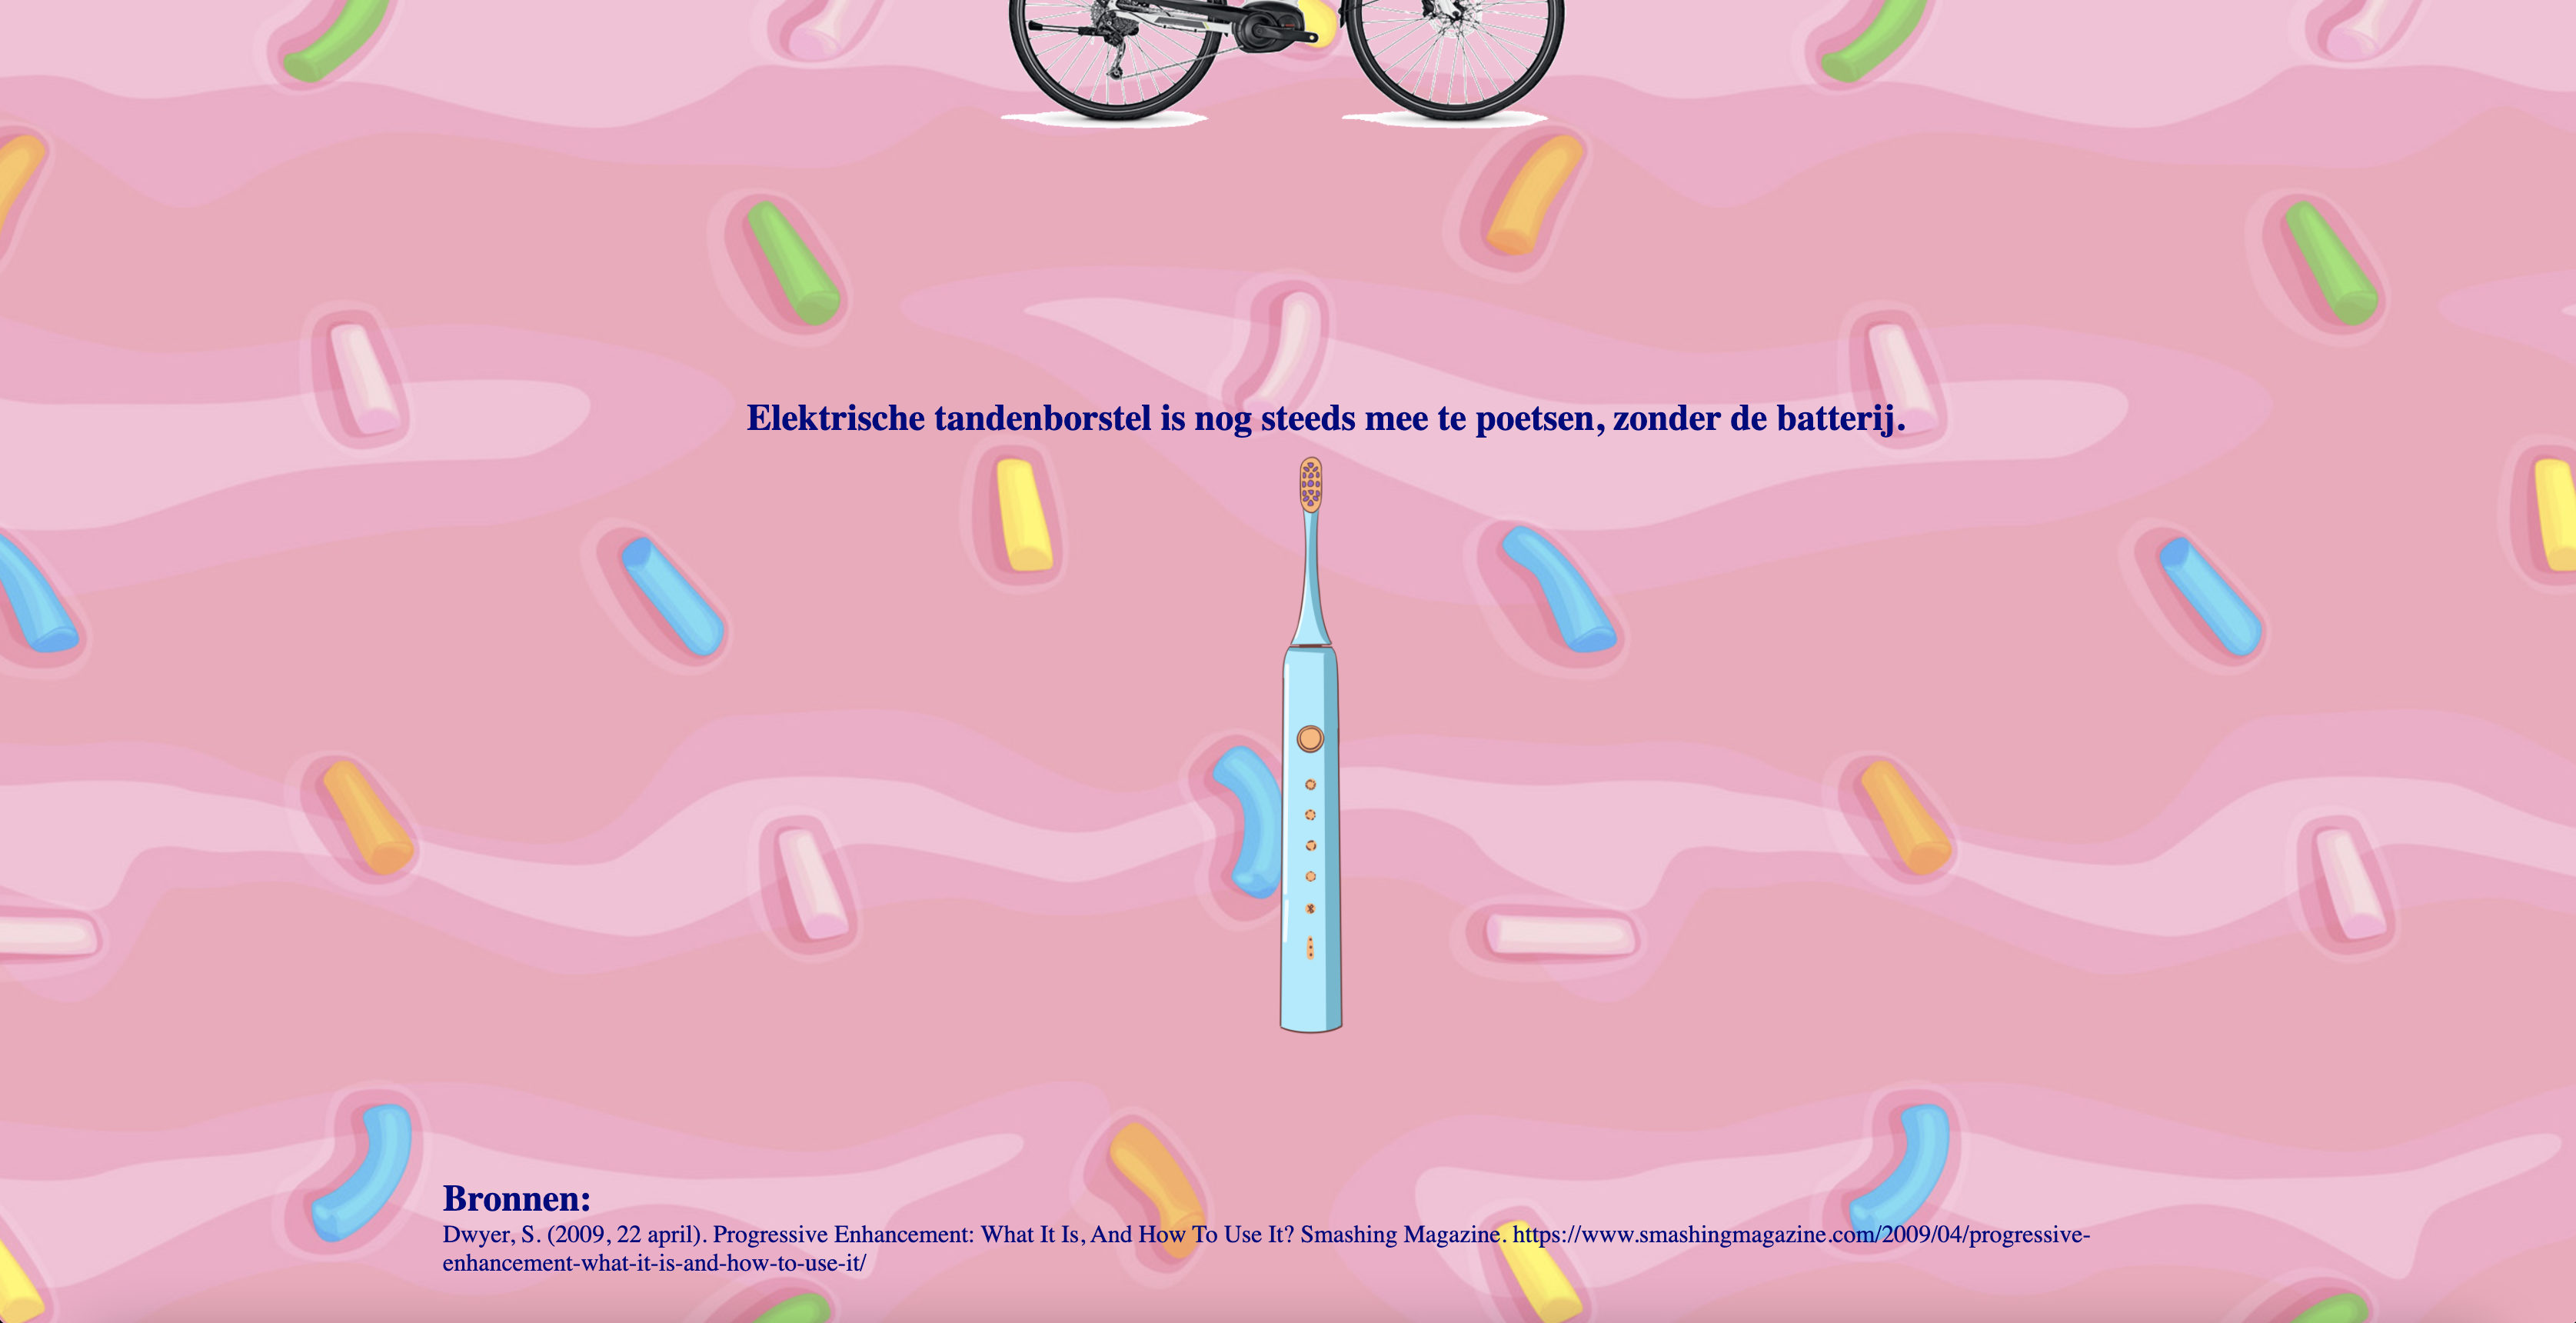 Elektrische tandenborstel is nog steeds mee te poetsen, zonder de batterij.
Bronnen:
Dwyer, S. (2009, 22 april). Progressive Enhancement: What It Is, And How To Use It? Smashing Magazine. https://www.smashingmagazine.com/2009/04/progressive-
enhancement-what-it-is-and-how-to-use-it/